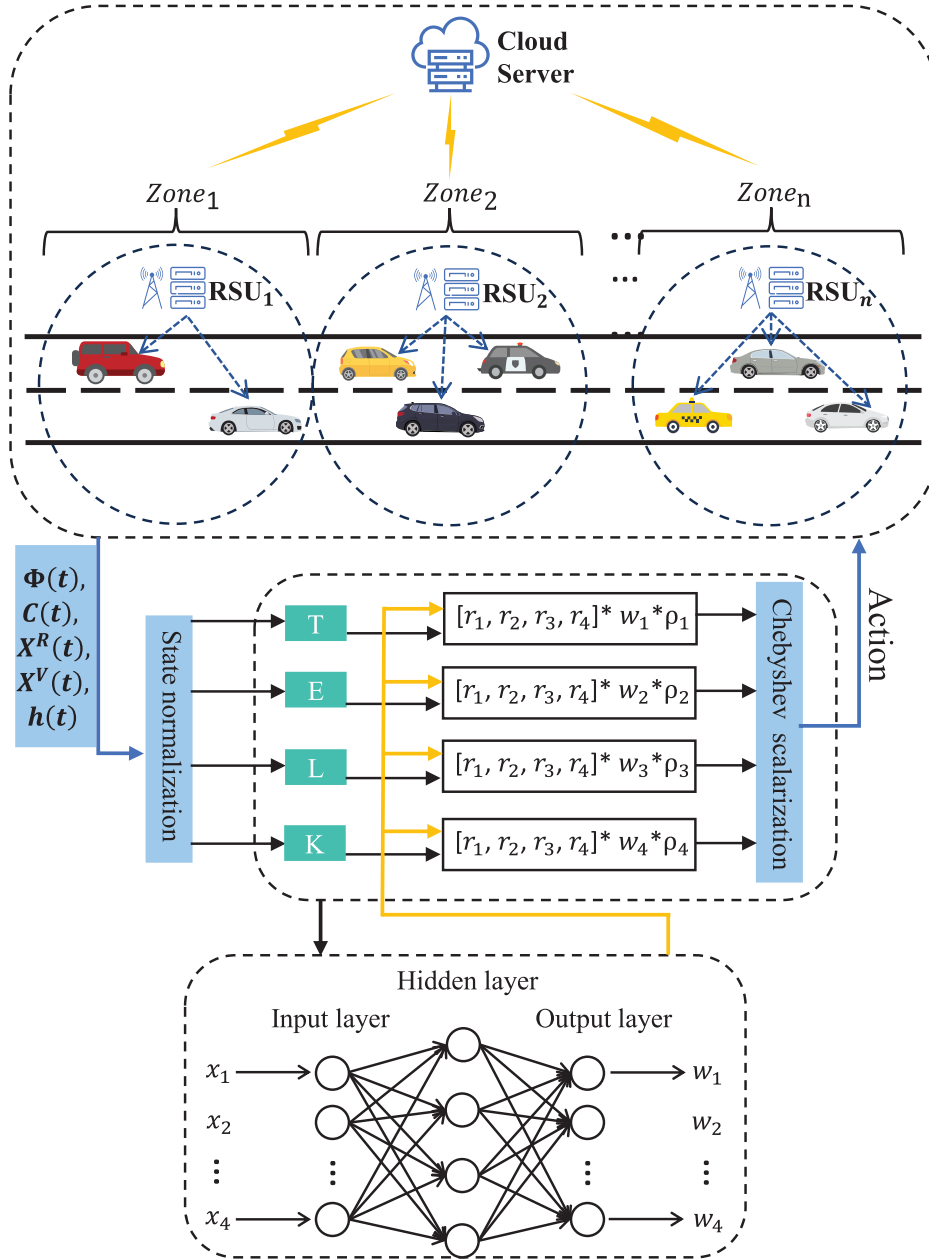 Cloud
Server
Zone₁
Zone₂
Zoneₙ
...
RSU₁
RSU₂
...
RSUₙ
...
Φ(t),
C(t),
Xᴿ(t),
Xⱽ(t),
h(t)
State normalization
T
[r₁, r₂, r₃, r₄]* w₁*ρ₁
E
[r₁, r₂, r₃, r₄]* w₂*ρ₂
L
[r₁, r₂, r₃, r₄]* w₃*ρ₃
K
[r₁, r₂, r₃, r₄]* w₄*ρ₄
Chebyshev scalarization
Action
Hidden layer
Input layer
Output layer
x₁
w₁
x₂
w₂
⋮ ⋮ ⋮ ⋮
x₄
w₄